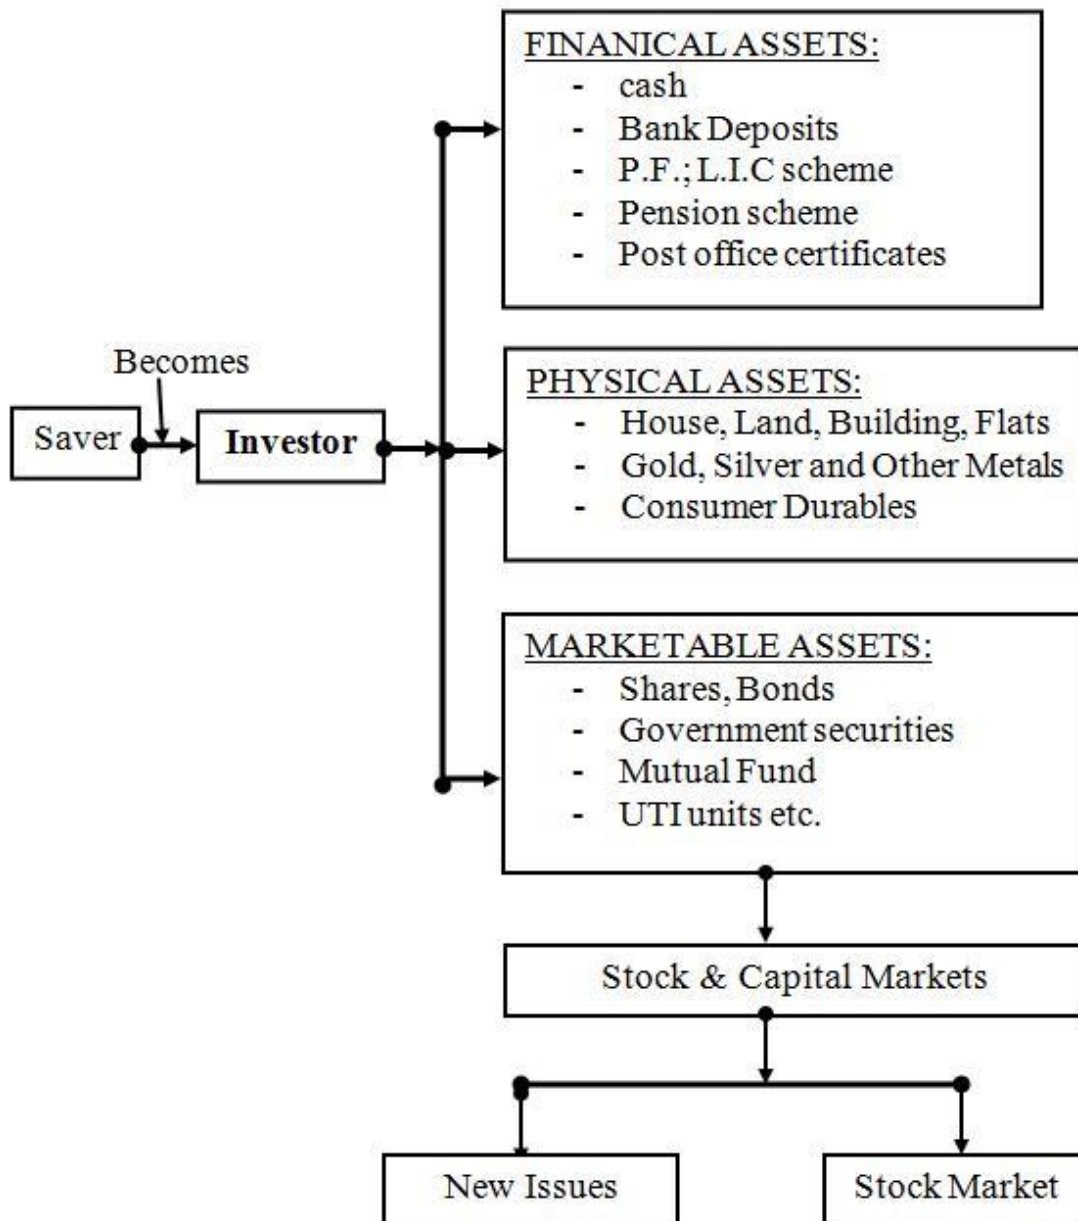 FINANICAL ASSETS:
- cash
- Bank Deposits
- P.F.; L.I.C scheme
- Pension scheme
- Post office certificates
Becomes
Saver
Investor
PHYSICAL ASSETS:
- House, Land, Building, Flats
- Gold, Silver and Other Metals
- Consumer Durables
MARKETABLE ASSETS:
- Shares, Bonds
- Government securities
- Mutual Fund
- UTI units etc.
Stock & Capital Markets
New Issues
Stock Market